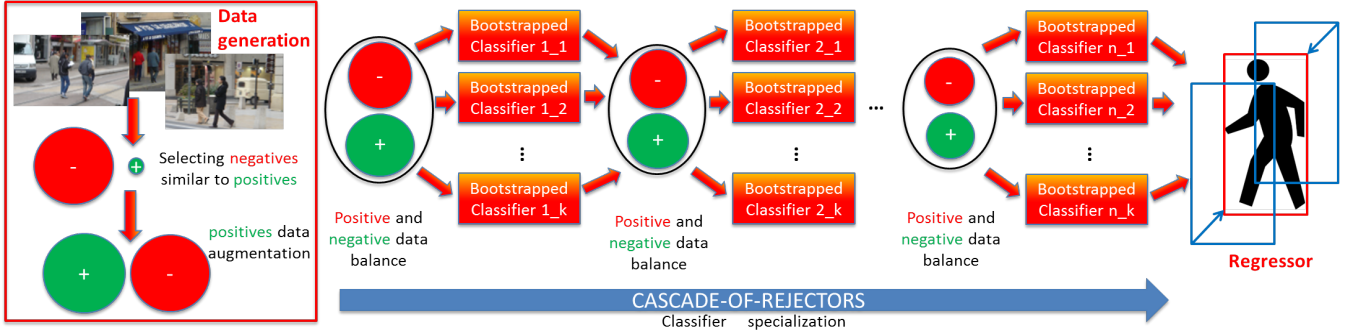 Data
generation
-
+
Selecting negatives
similar to positives
positives data
augmentation
+
-
-
+
Positive and
negative data
balance
Bootstrapped
Classifier 1_1
Bootstrapped
Classifier 1_2
...
Bootstrapped
Classifier 1_k
-
+
Positive and
negative data
balance
Bootstrapped
Classifier 2_1
Bootstrapped
Classifier 2_2
...
Bootstrapped
Classifier 2_k
...
-
+
Positive and
negative data
balance
Bootstrapped
Classifier n_1
Bootstrapped
Classifier n_2
...
Bootstrapped
Classifier n_k
Regressor
CASCADE-OF-REJECTORS
Classifier specialization